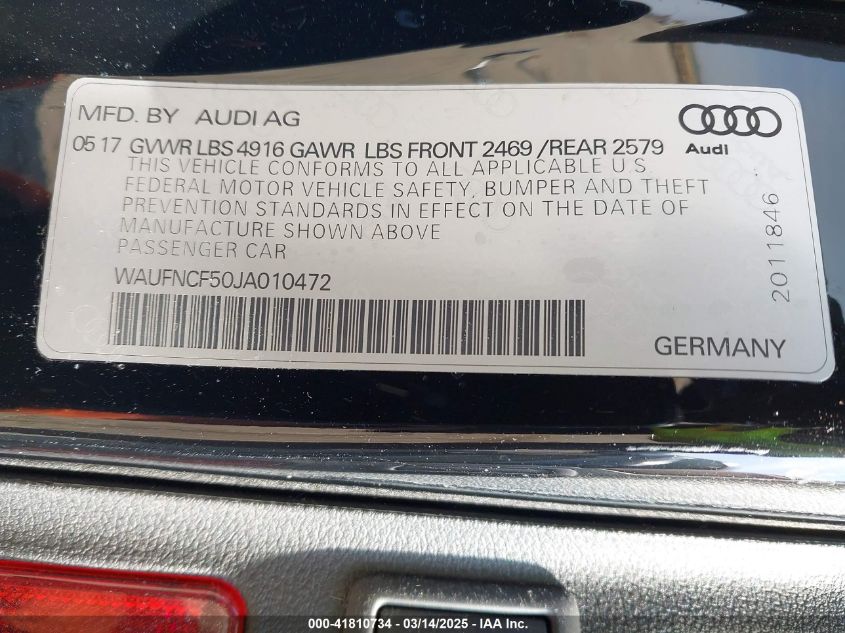 MFD. BY AUDI AG
Audi
05 17 GVWR LBS 4916 GAWR LBS FRONT 2469 /REAR 2579
THIS VEHICLE CONFORMS TO ALL APPLICABLE U.S
FEDERAL MOTOR VEHICLE SAFETY, BUMPER AND THEFT
PREVENTION STANDARDS IN EFFECT ON THE DATE OF
MANUFACTURE SHOWN ABOVE
PASSENGER CAR
WAUFNCF50JA010472
2011846
GERMANY
000-41810734 - 03/14/2025 - IAA Inc.